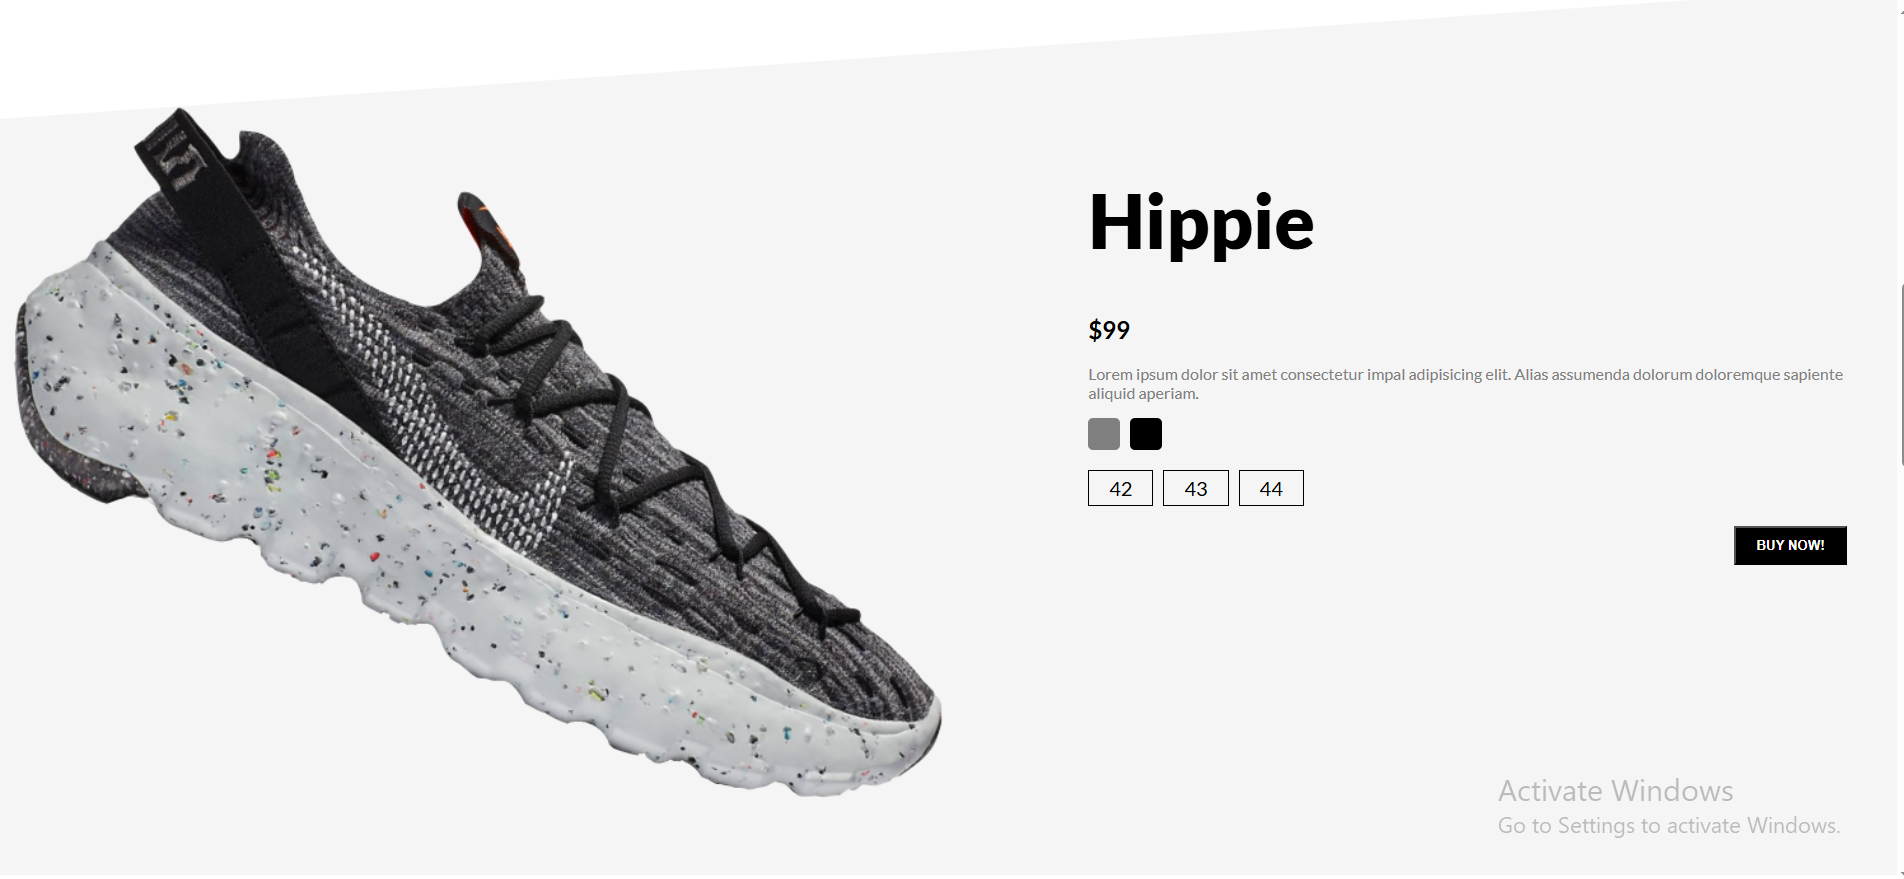 Hippie
$99
Lorem ipsum dolor sit amet consectetur impal adipisicing elit. Alias assumenda dolorum doloremque sapiente
aliquid aperiam.
42 43 44
BUY NOW!
Activate Windows
Go to Settings to activate Windows.